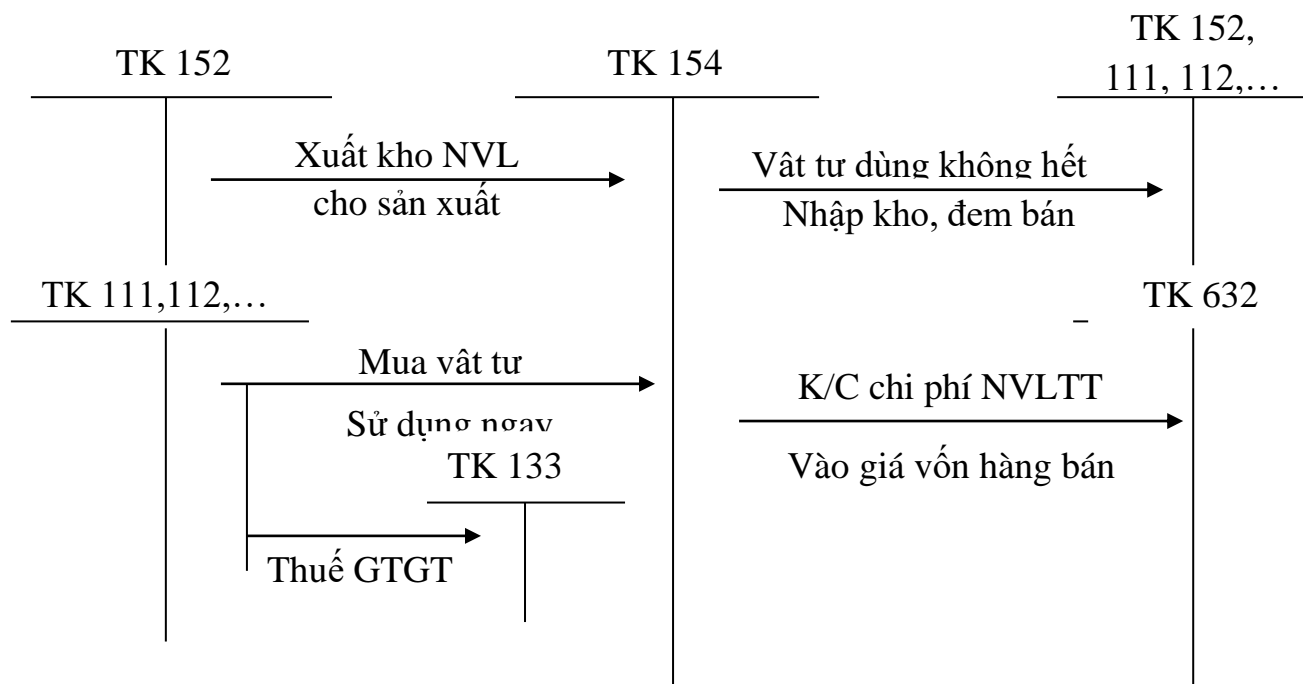 TK 152
TK 154
TK 152,
111, 112,…
Xuất kho NVL
cho sản xuất
Vât tư dùng không hết
Nhập kho, đem bán
TK 111,112,…
TK 632
Mua vât tư
Sử dụng ngay
K/C chi phí NVLTT
Vào giá vốn hàng bán
TK 133
Thuế GTGT